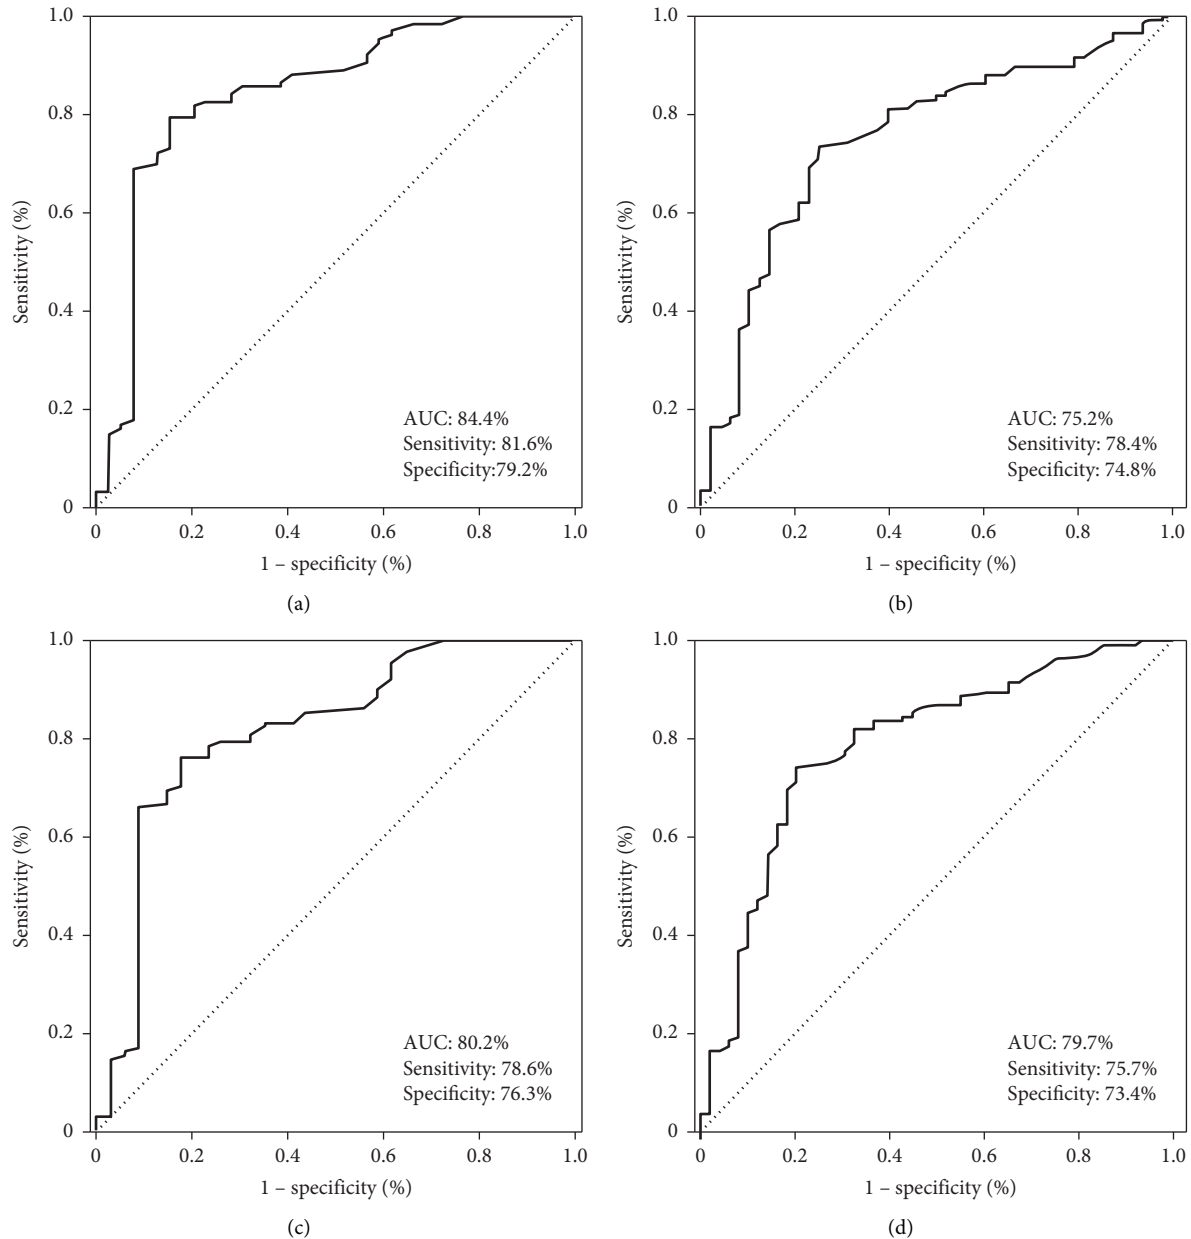 1.0
0.8
0.6
0.4
0.2
0
Sensitivity (%)
AUC: 84.4%
Sensitivity: 81.6%
Specificity:79.2%
0 0.2 0.4 0.6 0.8 1.0
1 – specificity (%)
(a)
1.0
0.8
0.6
0.4
0.2
0
Sensitivity (%)
AUC: 75.2%
Sensitivity: 78.4%
Specificity: 74.8%
0 0.2 0.4 0.6 0.8 1.0
1 – specificity (%)
(b)
1.0
0.8
0.6
0.4
0.2
0
Sensitivity (%)
AUC: 80.2%
Sensitivity: 78.6%
Specificity: 76.3%
0 0.2 0.4 0.6 0.8 1.0
1 – specificity (%)
(c)
1.0
0.8
0.6
0.4
0.2
0
Sensitivity (%)
AUC: 79.7%
Sensitivity: 75.7%
Specificity: 73.4%
0 0.2 0.4 0.6 0.8 1.0
1 – specificity (%)
(d)